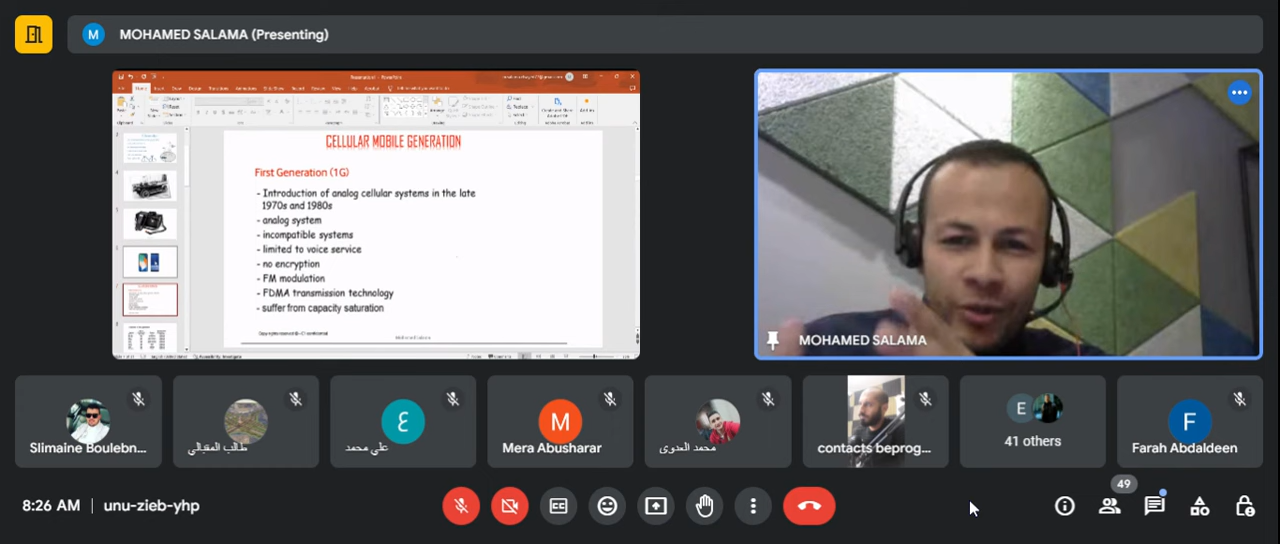 M
MOHAMED SALAMA (Presenting)
CELLULAR MOBILE GENERATION
First Generation (1G)
- Introduction of analog cellular systems in the late
1970s and 1980s
- analog system
- incompatible systems
- limited to voice service
- no encryption
- FM modulation
- FDMA transmission technology
- suffer from capacity saturation
Mohamed Salama
MOHAMED SALAMA
Slimaine Boulebn...
طالب المقبالي
ع
علي محمد
M
Mera Abusharar
محمد العدوى
contacts beprog...
E
41 others
F
Farah Abdaldeen
8:26 AM | unu-zieb-yhp
49